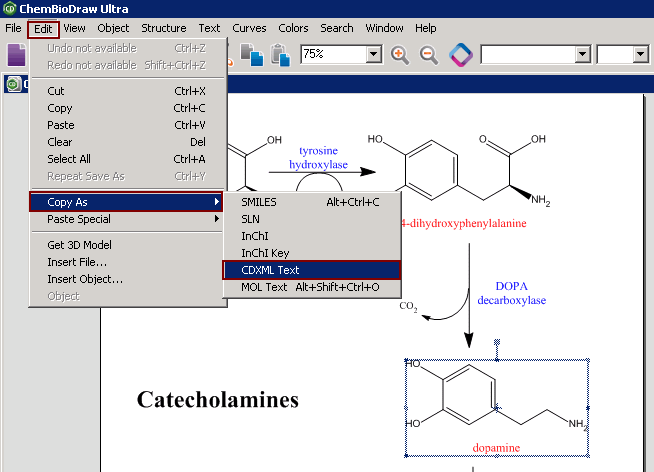 ChemBioDraw Ultra
File Edit View Object Structure Text Curves Colors Search Window Help
75%
Undo not available Ctrl+Z
Redo not available Shift+Ctrl+Z
Cut Ctrl+X
Copy Ctrl+C
Paste Ctrl+V
Clear Del
Select All Ctrl+A
Repeat Save As Ctrl+Y
Copy As
Paste Special
Get 3D Model
Insert File...
Insert Object...
Object
SMILES Alt+Ctrl+C
SLN
InChI
InChI Key
CDXML Text
MOL Text Alt+Shift+Ctrl+O
OH
tyrosine
hydroxylase
HO
O
OH
NH2
4-dihydroxyphenylalanine
DOPA
decarboxylase
CO2
Catecholamines
HO
HO
NH2
dopamine